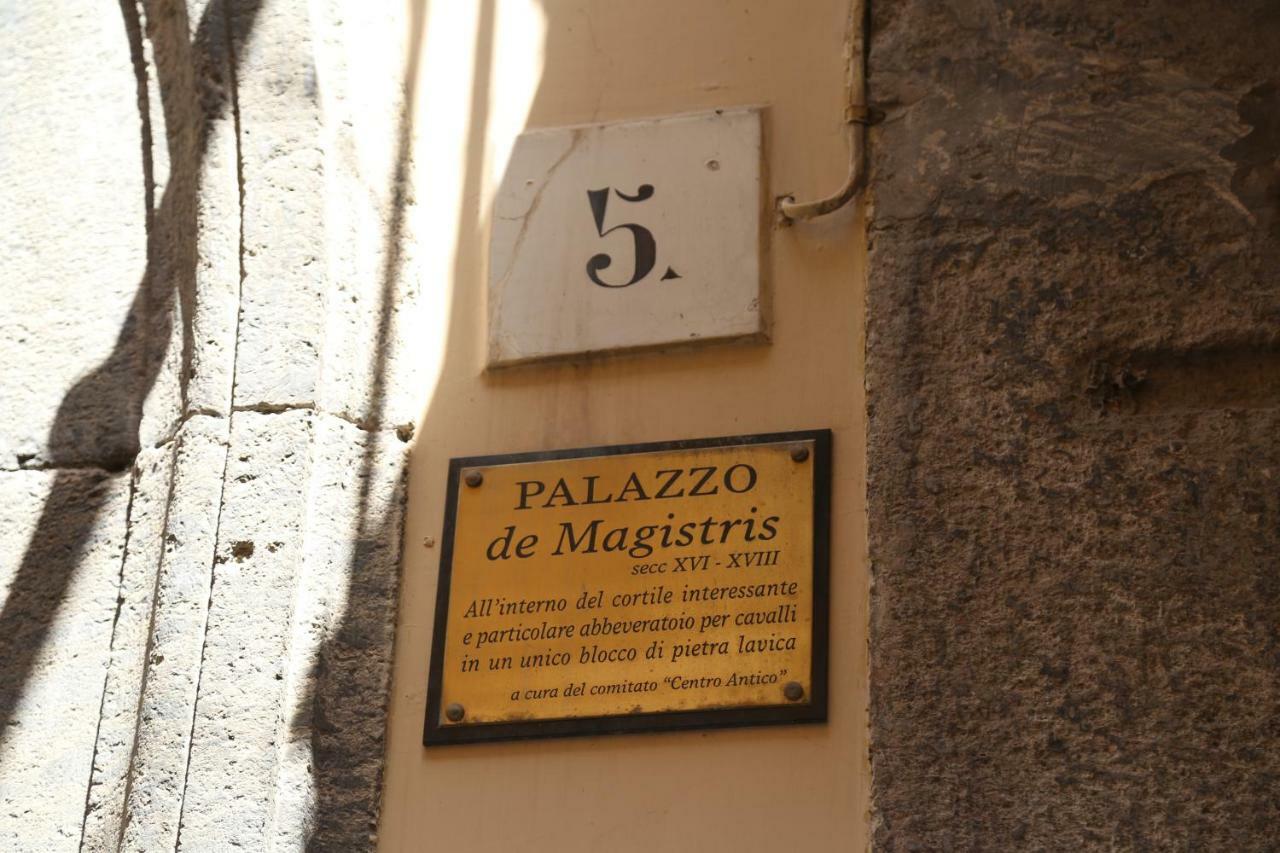 5.
PALAZZO
de Magistris
secc XVI - XVIII
All'interno del cortile interessante
e particolare abbeveratoio per cavalli
in un unico blocco di pietra lavica
a cura del comitato "Centro Antico"